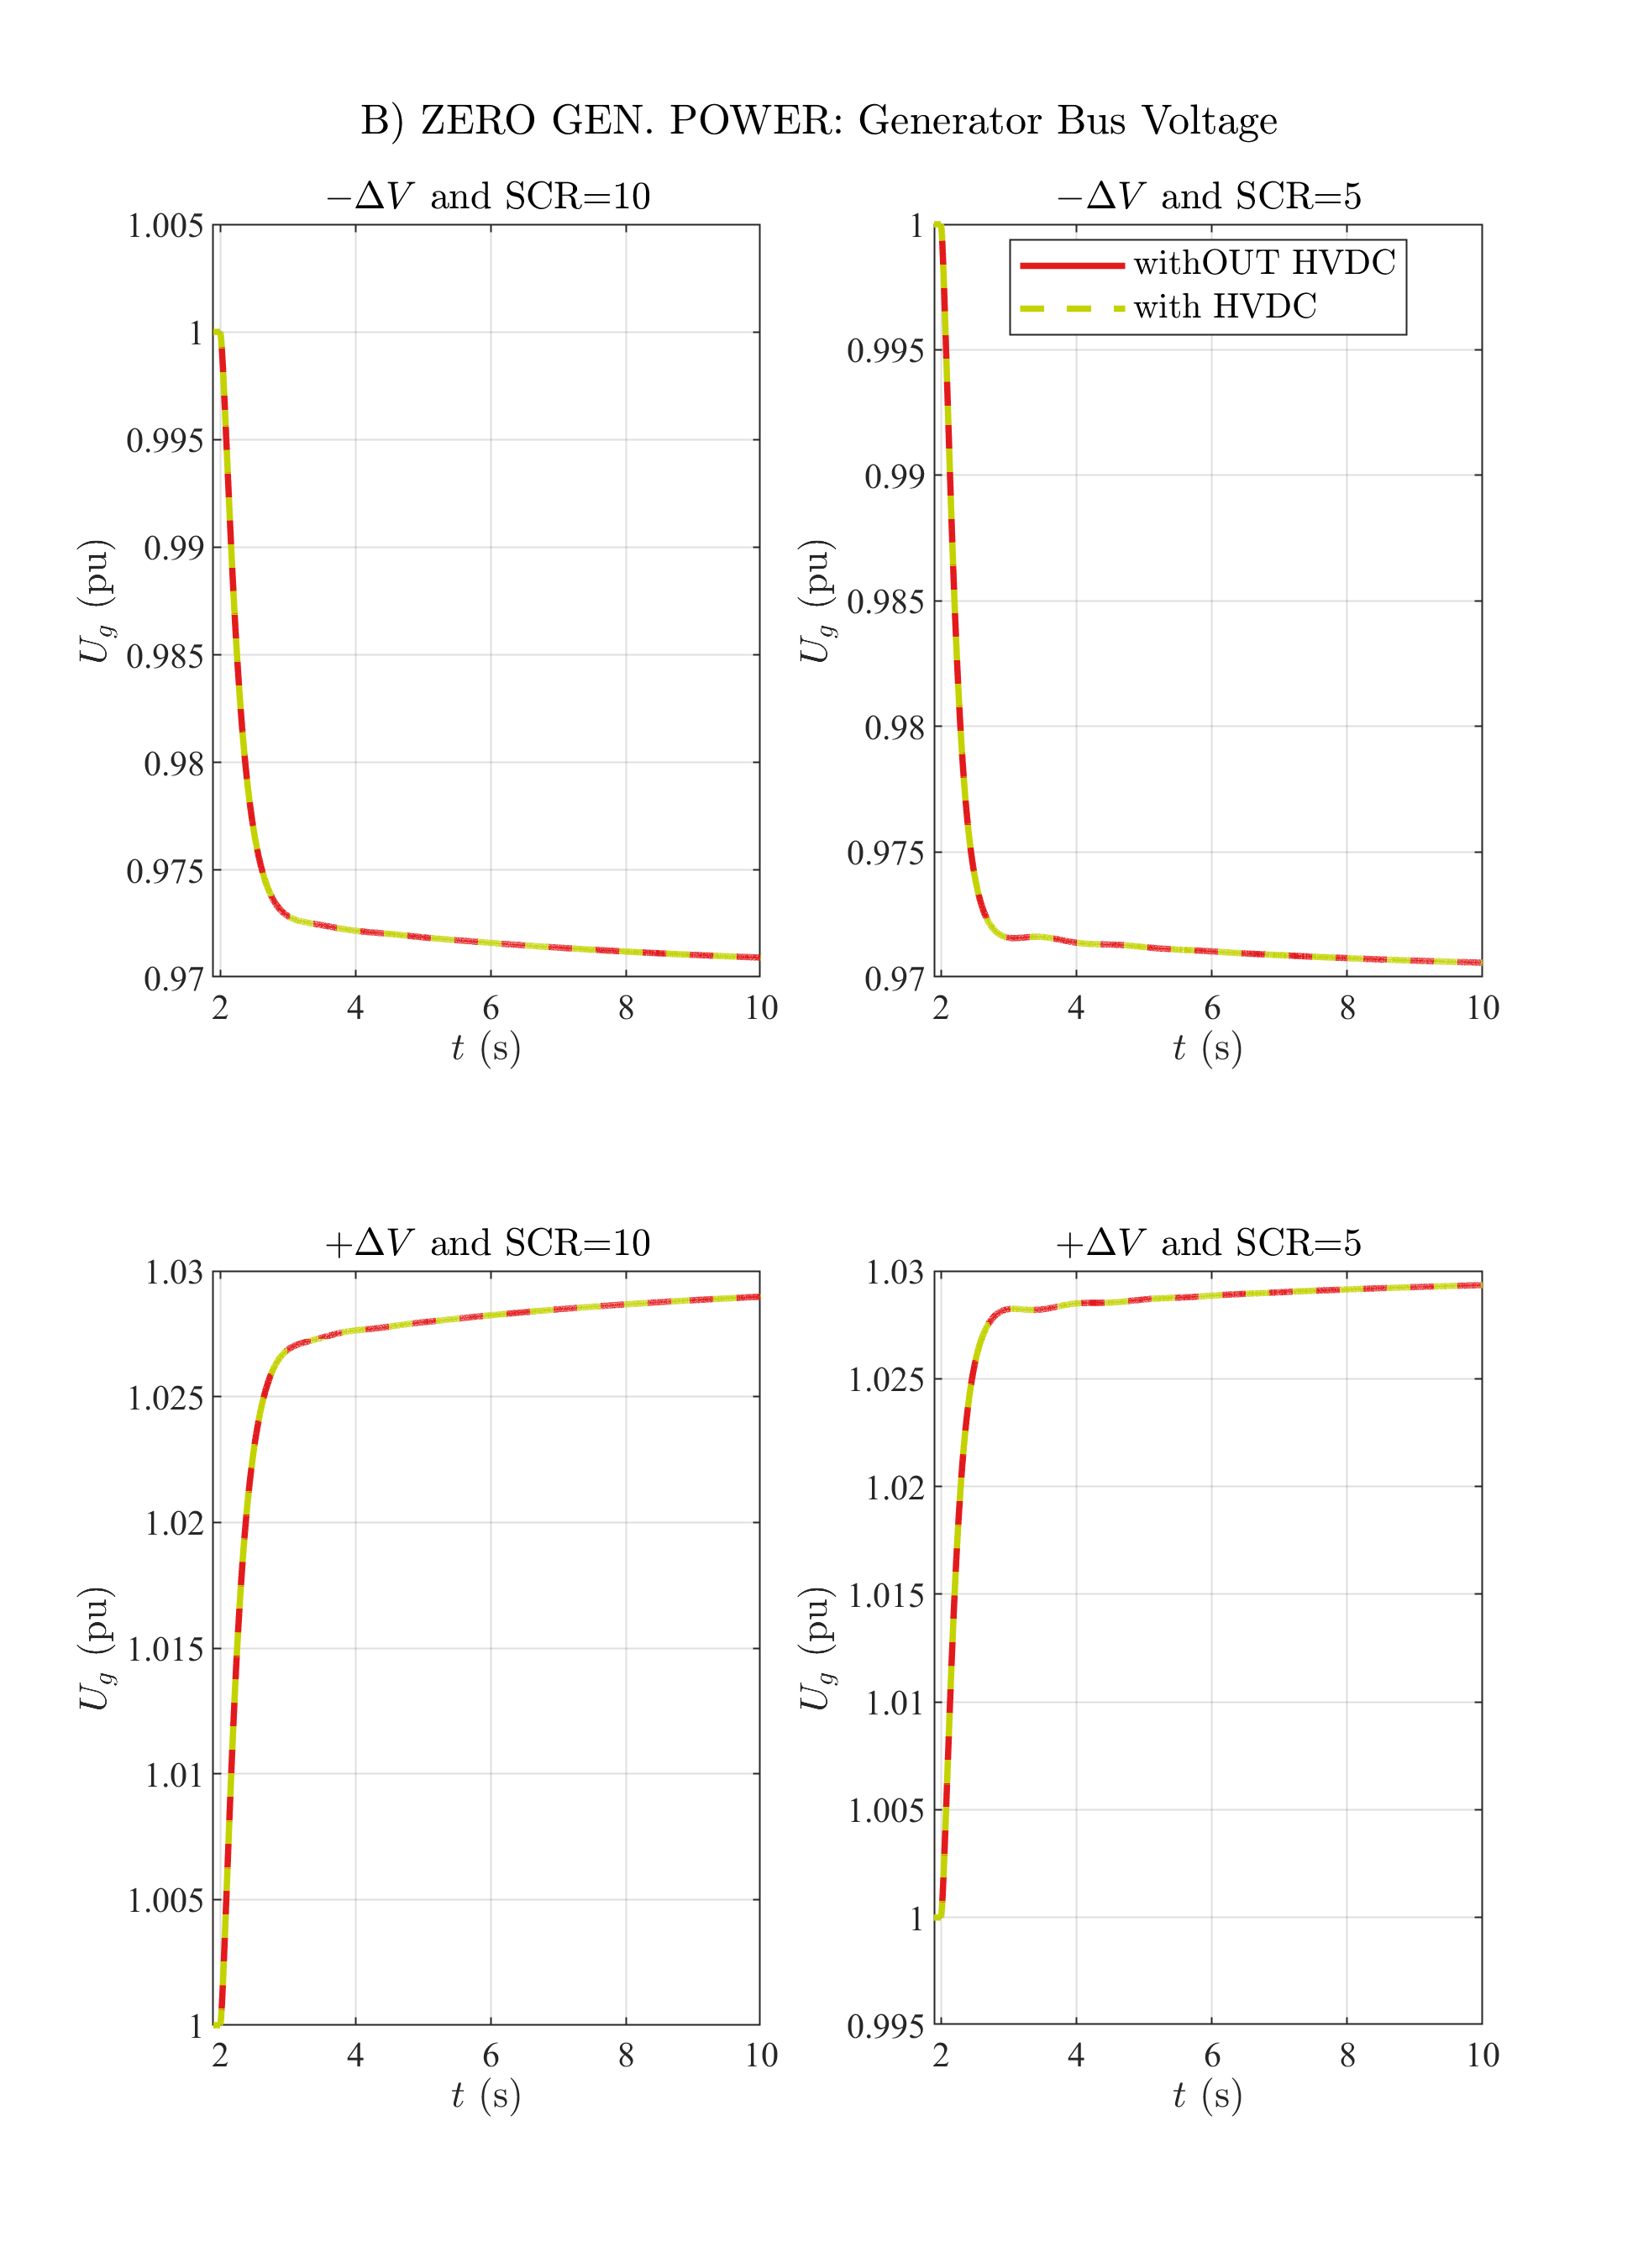 B) ZERO GEN. POWER: Generator Bus Voltage
−ΔV and SCR=10
1.005
1
0.995
0.99
0.985
0.98
0.975
0.97
2 4 6 8 10
U_g (pu)
t (s)
−ΔV and SCR=5
withOUT HVDC
with HVDC
1
0.995
0.99
0.985
0.98
0.975
0.97
2 4 6 8 10
U_g (pu)
t (s)
+ΔV and SCR=10
1.03
1.025
1.02
1.015
1.01
1.005
1
2 4 6 8 10
U_g (pu)
t (s)
+ΔV and SCR=5
1.03
1.025
1.02
1.015
1.01
1.005
1
0.995
2 4 6 8 10
U_g (pu)
t (s)